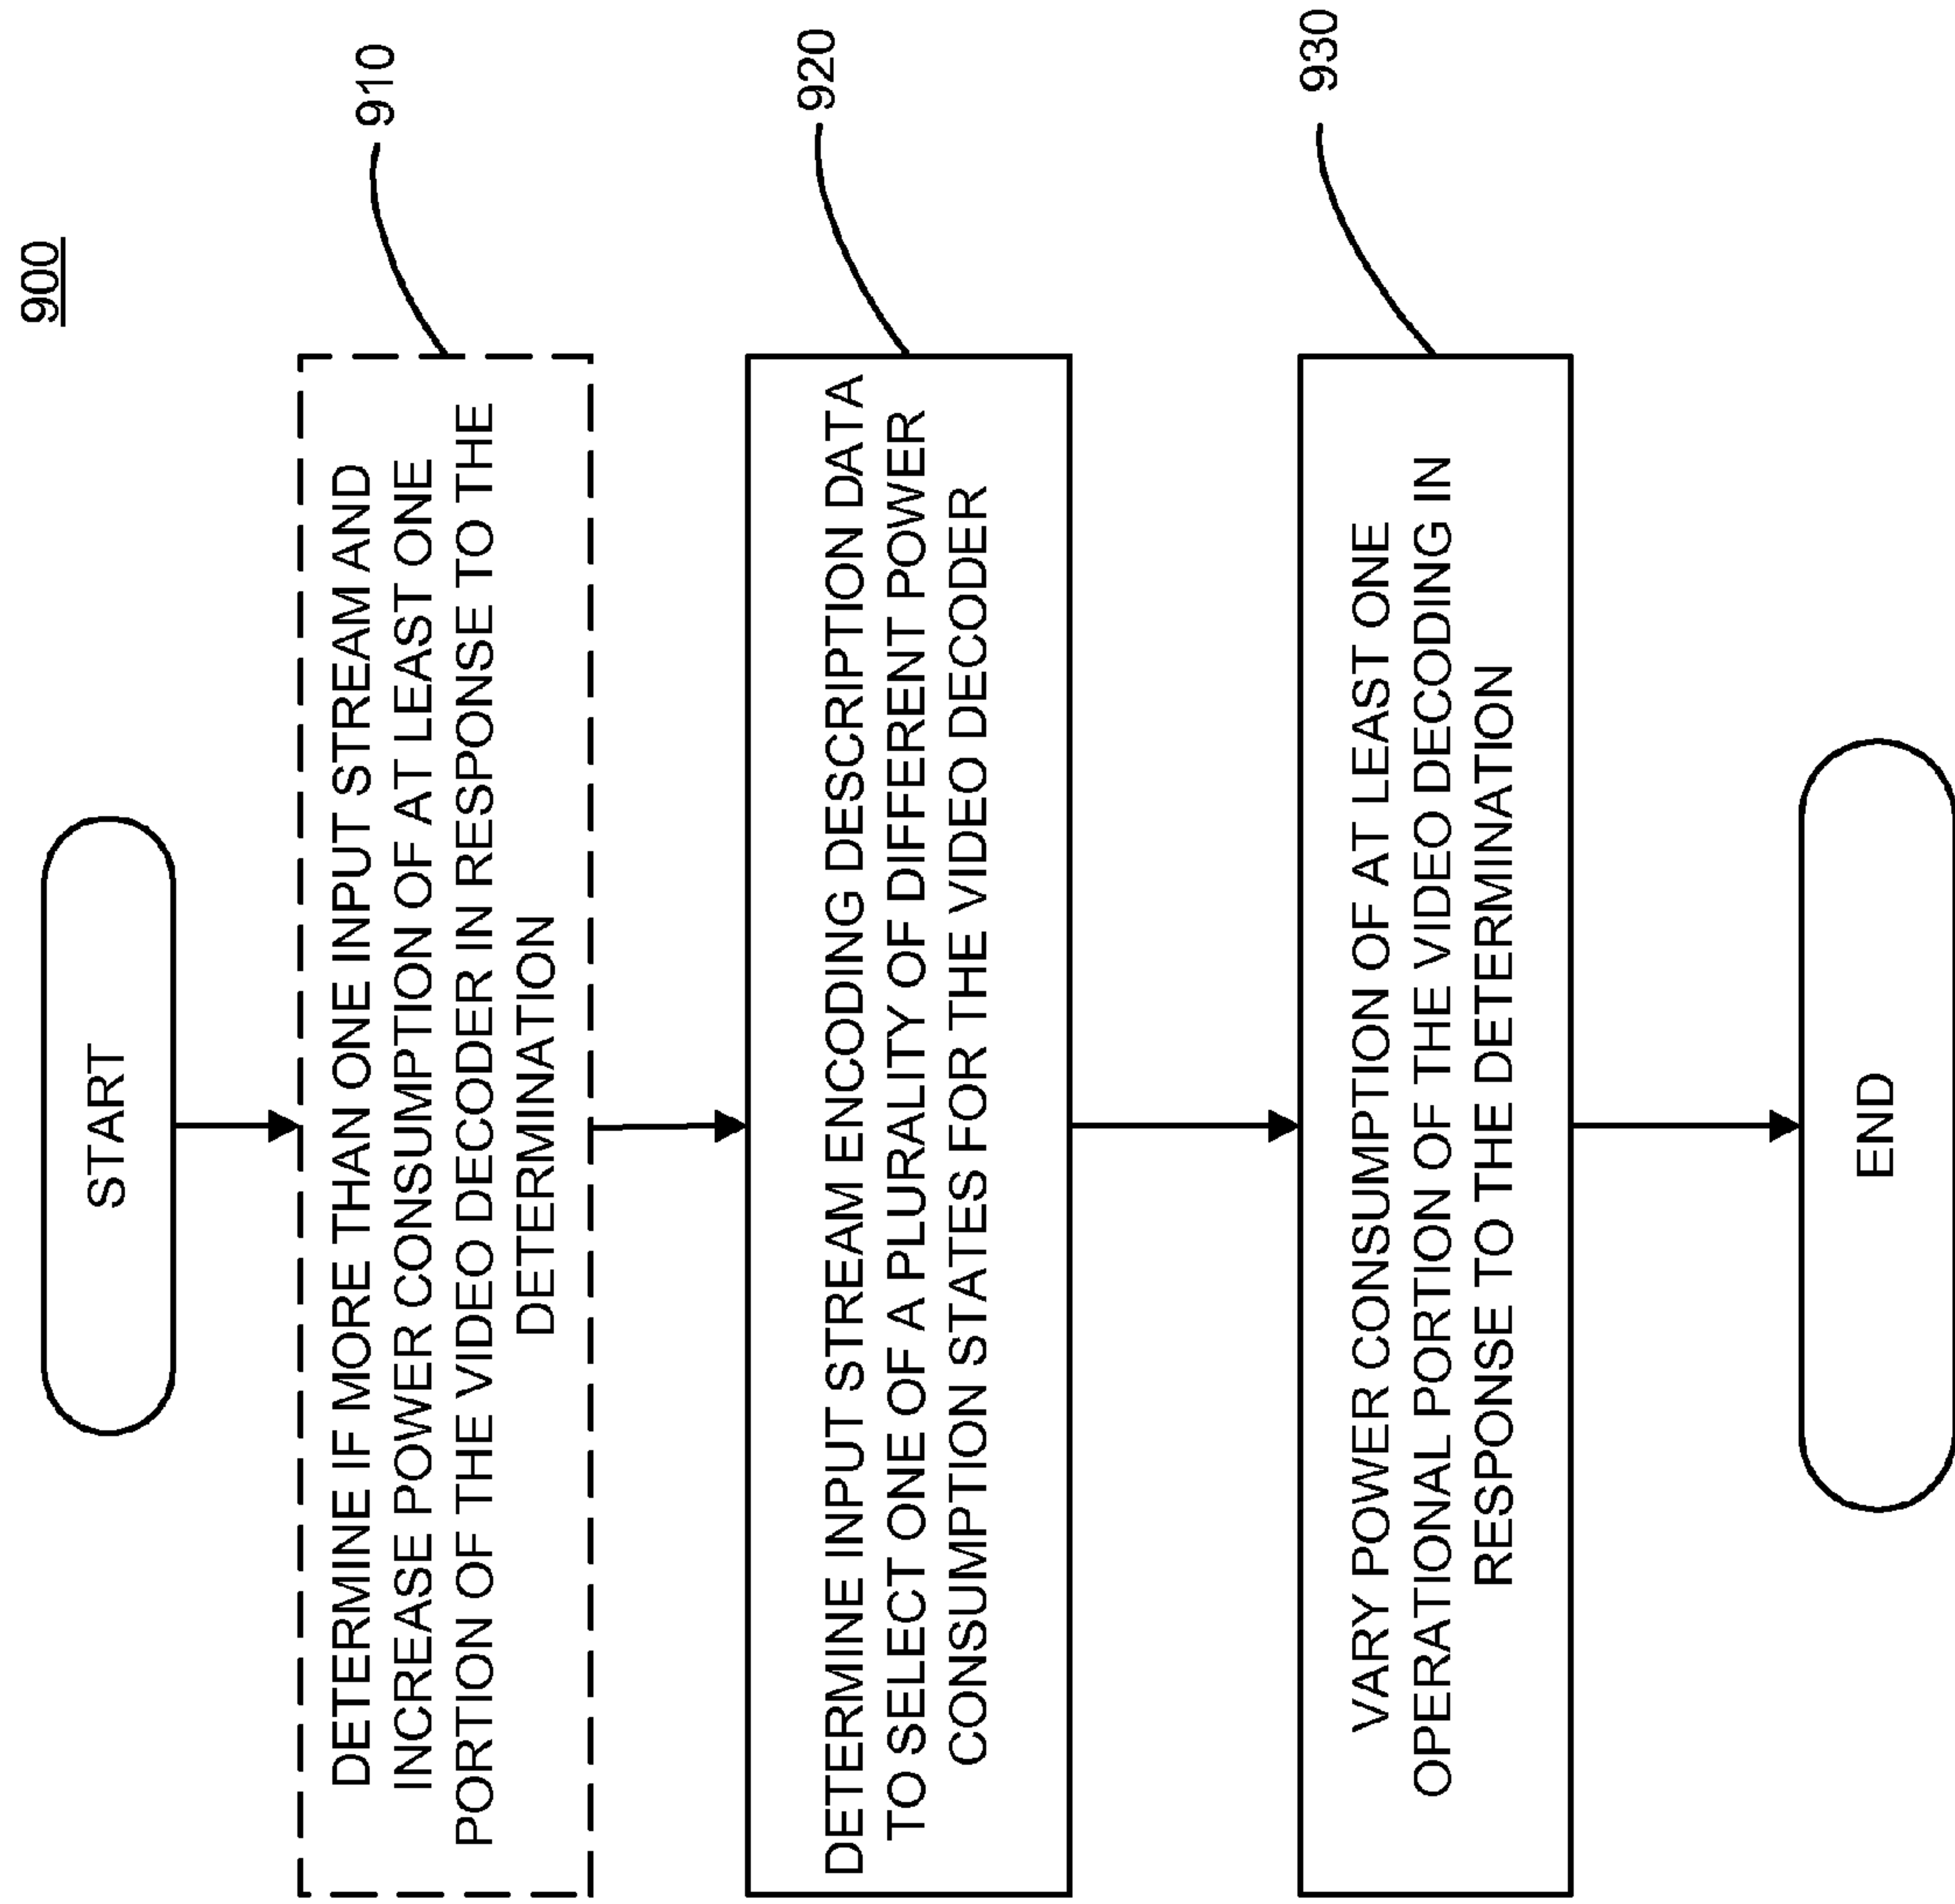 900
START
DETERMINE IF MORE THAN ONE INPUT STREAM AND
INCREASE POWER CONSUMPTION OF AT LEAST ONE
PORTION OF THE VIDEO DECODER IN RESPONSE TO THE
DETERMINATION
910
DETERMINE INPUT STREAM ENCODING DESCRIPTION DATA
TO SELECT ONE OF A PLURALITY OF DIFFERENT POWER
CONSUMPTION STATES FOR THE VIDEO DECODER
920
VARY POWER CONSUMPTION OF AT LEAST ONE
OPERATIONAL PORTION OF THE VIDEO DECODING IN
RESPONSE TO THE DETERMINATION
930
END